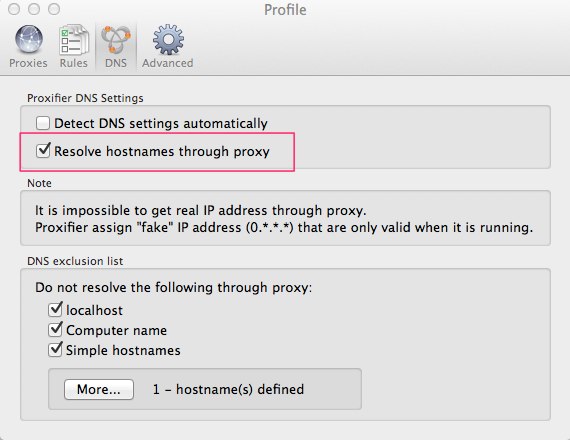 Profile
Proxies Rules DNS Advanced
Proxifier DNS Settings
Detect DNS settings automatically
Resolve hostnames through proxy
Note
It is impossible to get real IP address through proxy.
Proxifier assign "fake" IP address (0.*.*.*) that are only valid when it is running.
DNS exclusion list
Do not resolve the following through proxy:
localhost
Computer name
Simple hostnames
More... 1 - hostname(s) defined